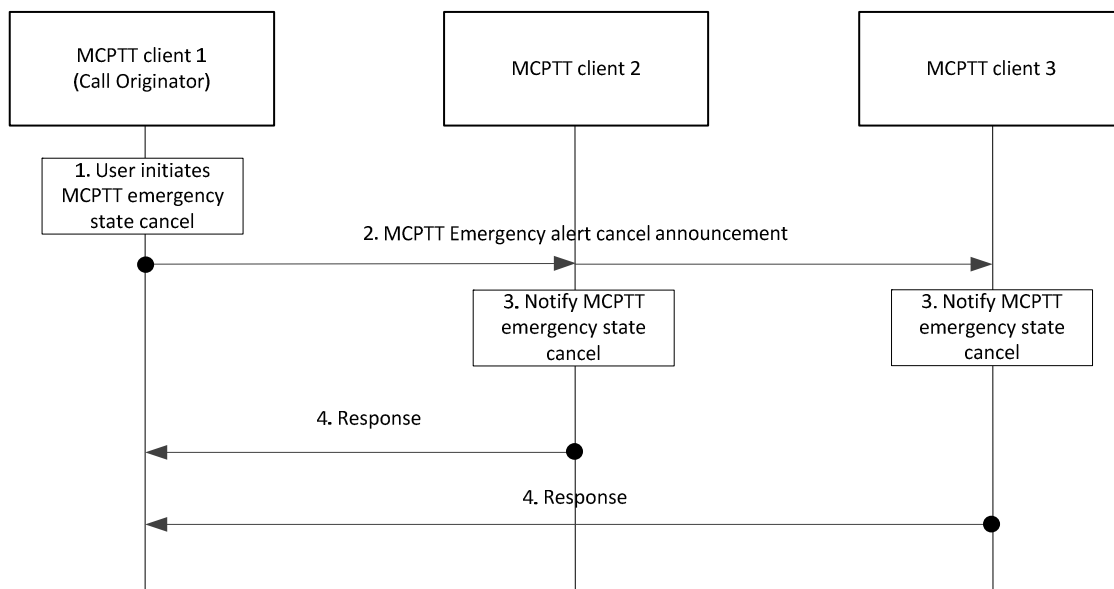 MCPTT client 1
(Call Originator)
MCPTT client 2
MCPTT client 3
1. User initiates
MCPTT emergency
state cancel
2. MCPTT Emergency alert cancel announcement
3. Notify MCPTT
emergency state
cancel
3. Notify MCPTT
emergency state
cancel
4. Response
4. Response